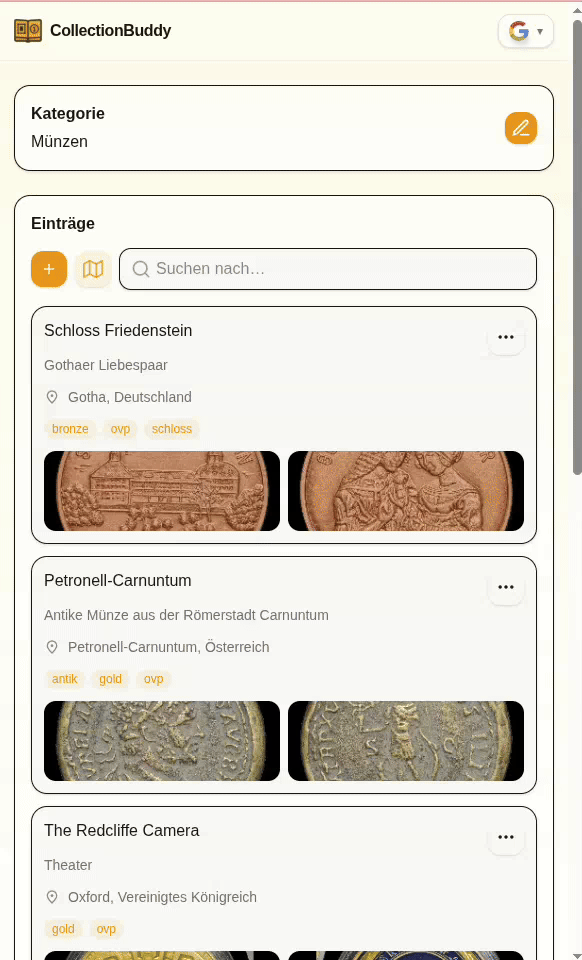 CollectionBuddy
Kategorie
Münzen
Einträge
Suchen nach…
Schloss Friedenstein
Gothaer Liebespaar
Gotha, Deutschland
bronze ovp schloss
Petronell-Carnuntum
Antike Münze aus der Römerstadt Carnuntum
Petronell-Carnuntum, Österreich
antik gold ovp
The Redcliffe Camera
Theater
Oxford, Vereinigtes Königreich
gold ovp